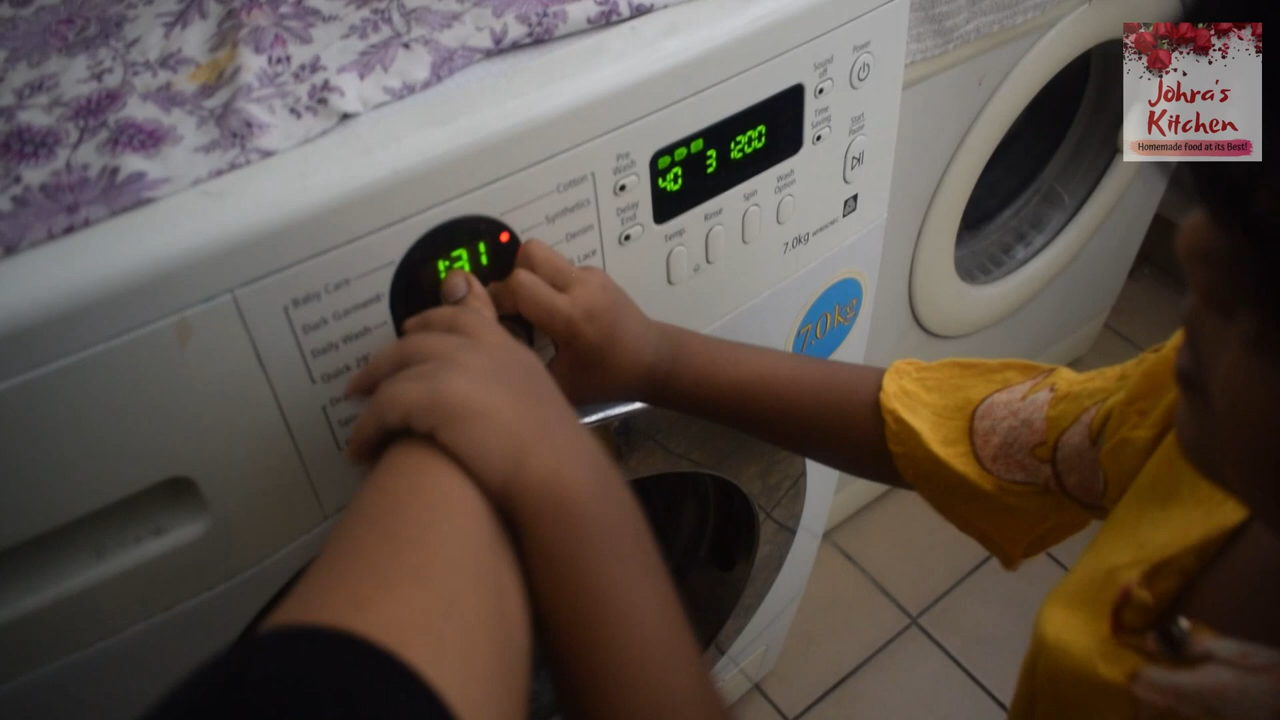 Johra's
Kitchen
Homemade food at its Best!
Power
Sound
off
Time
Saving
Start
Pause
Pre
Wash
Delay
End
40 3 1200
Temp.
Rinse
Spin
Wash
Option
7.0kg
7.0kg
Cotton
Synthetics
Denim
Lace
1:31
Baby Care
Dark Garment
Daily Wash
Quick